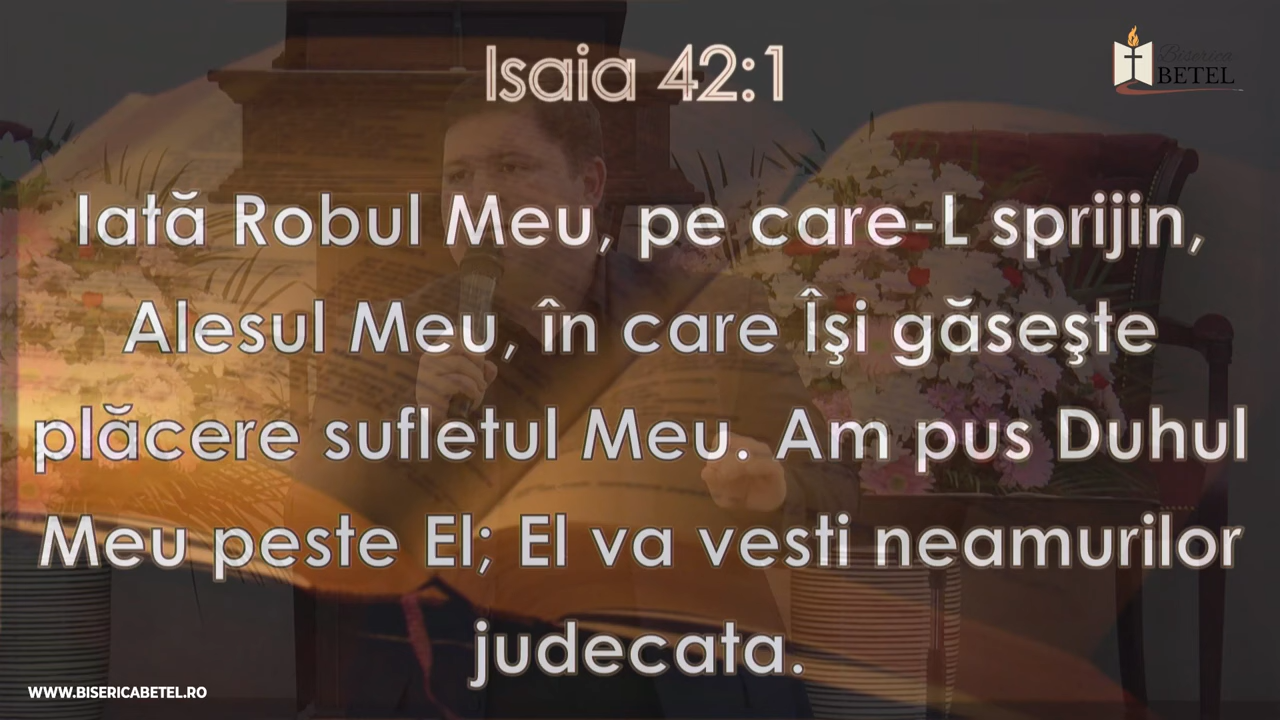 Isaia 42:1
Biserica
BETEL
Iată Robul Meu, pe care-L sprijin,
Alesul Meu, în care Îşi găseşte
plăcere sufletul Meu. Am pus Duhul
Meu peste El; El va vesti neamurilor
judecata.
WWW.BISERICABETEL.RO